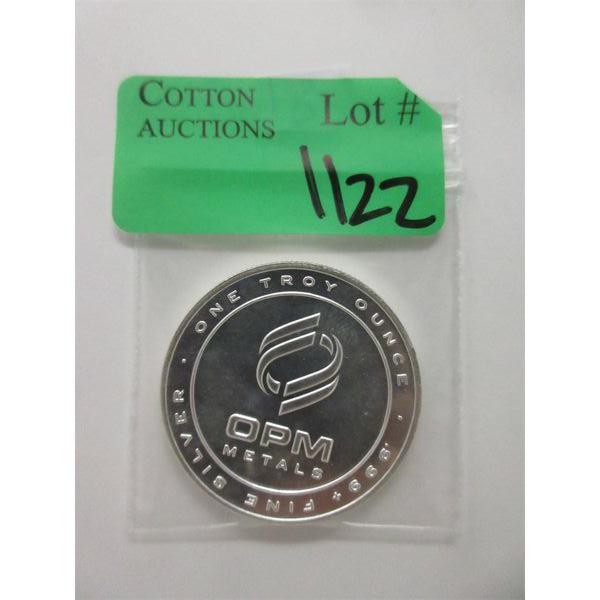 COTTON
AUCTIONS
Lot #
1122
ONE TROY OUNCE · .999+ FINE SILVER ·
OPM
METALS